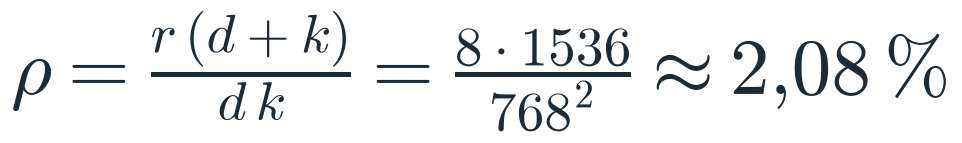 ρ = r (d + k) / d k = 8 · 1536 / 768² ≈ 2,08 %